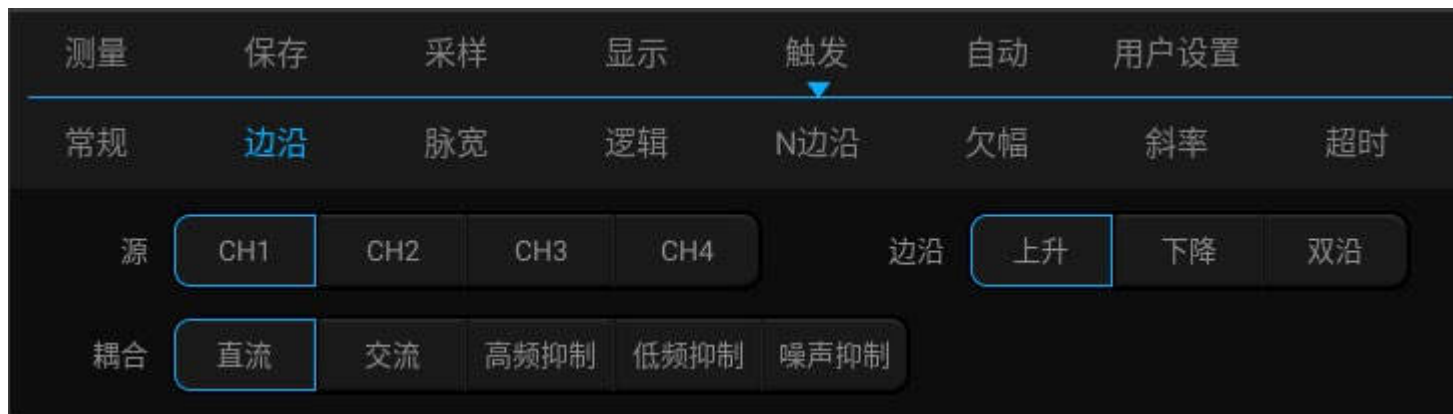 测量 保存 采样 显示 触发 自动 用户设置
常规 边沿 脉宽 逻辑 N边沿 欠幅 斜率 超时
源 CH1 CH2 CH3 CH4 边沿 上升 下降 双沿
耦合 直流 交流 高频抑制 低频抑制 噪声抑制